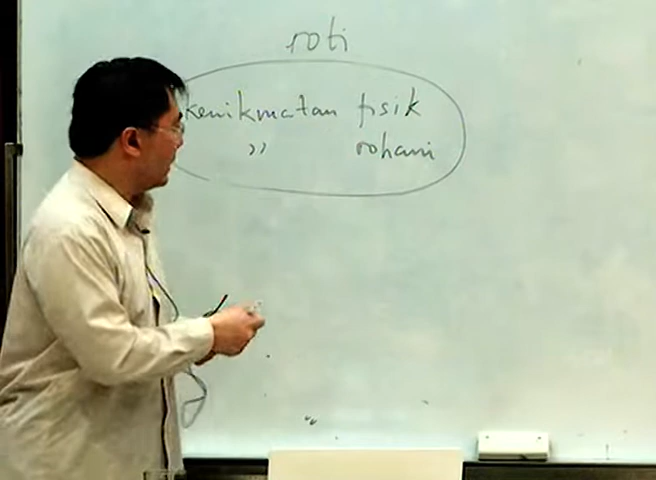 roti
kenikmatan fisik
" rohani